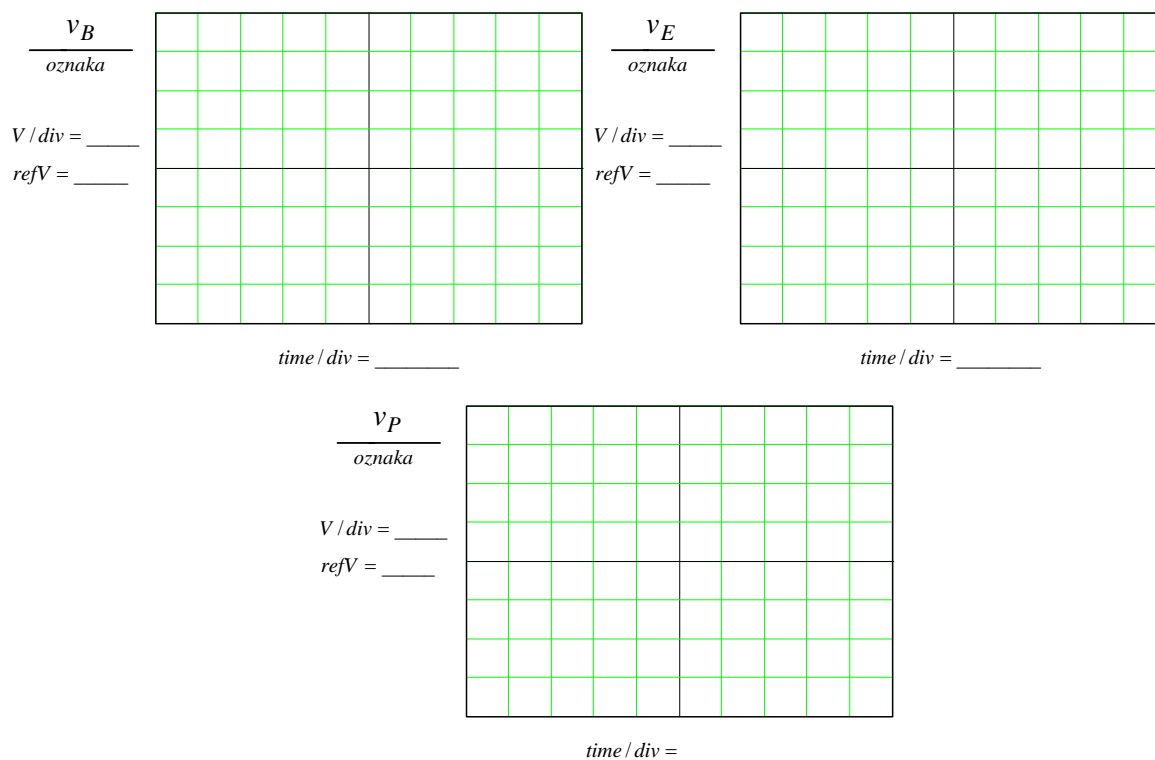 v_B
oznaka
V / div = _____
refV = _____
time / div = ________
v_E
oznaka
V / div = _____
refV = _____
time / div = ________
v_P
oznaka
V / div = _____
refV = _____
time / div =